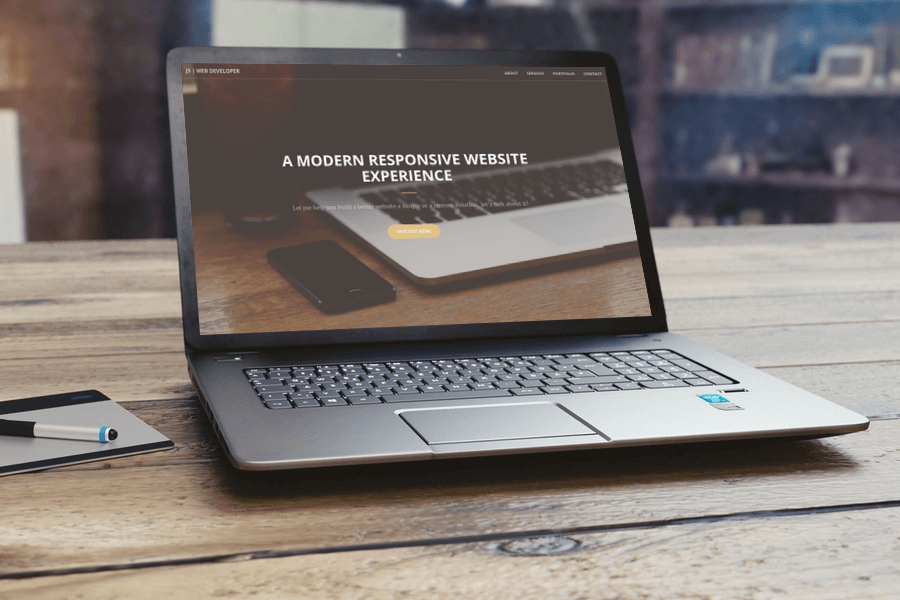 JS | WEB DEVELOPER
ABOUT SERVICES PORTFOLIO CONTACT
A MODERN RESPONSIVE WEBSITE
EXPERIENCE
Let me help you build a better website a simple or a custom solution, let's talk about it!
FIND OUT MORE